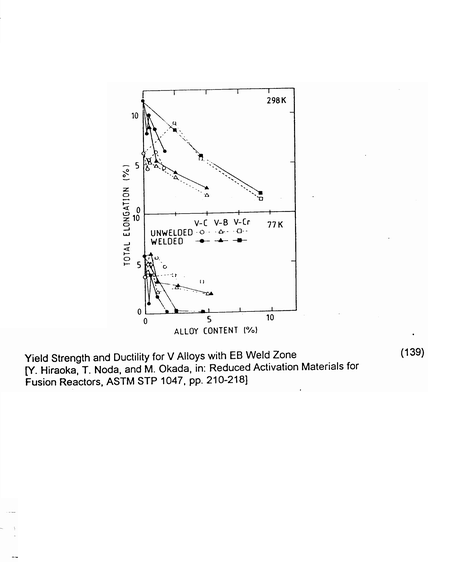 298K
10
5
0
TOTAL ELONGATION (%)
V-C V-B V-Cr
UNWELDED
WELDED
77K
10
5
0
0 5 10
ALLOY CONTENT (%)
Yield Strength and Ductility for V Alloys with EB Weld Zone (139)
[Y. Hiraoka, T. Noda, and M. Okada, in: Reduced Activation Materials for
Fusion Reactors, ASTM STP 1047, pp. 210-218]